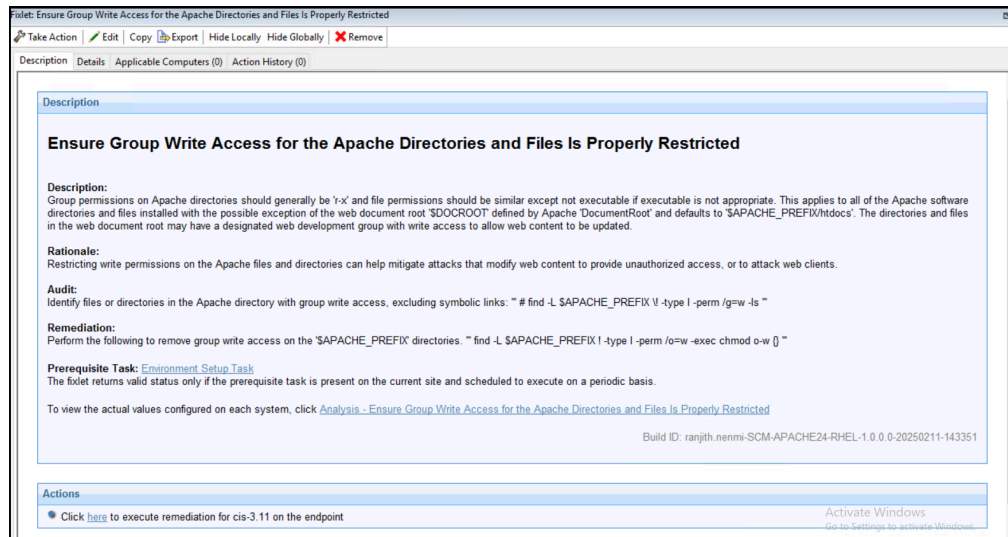 Fixlet: Ensure Group Write Access for the Apache Directories and Files Is Properly Restricted
Take Action Edit Copy Export Hide Locally Hide Globally Remove
Description Details Applicable Computers (0) Action History (0)
Description
Ensure Group Write Access for the Apache Directories and Files Is Properly Restricted
Description:
Group permissions on Apache directories should generally be 'r-x' and file permissions should be similar except not executable if executable is not appropriate. This applies to all of the Apache software
directories and files installed with the possible exception of the web document root '$DOCROOT' defined by Apache 'DocumentRoot' and defaults to '$APACHE_PREFIX/htdocs'. The directories and files
in the web document root may have a designated web development group with write access to allow web content to be updated.
Rationale:
Restricting write permissions on the Apache files and directories can help mitigate attacks that modify web content to provide unauthorized access, or to attack web clients.
Audit:
Identify files or directories in the Apache directory with group write access, excluding symbolic links: ''' # find -L $APACHE_PREFIX \! -type l -perm /g=w -ls '''
Remediation:
Perform the following to remove group write access on the '$APACHE_PREFIX' directories. ''' find -L $APACHE_PREFIX ! -type l -perm /o=w -exec chmod o-w {} '''
Prerequisite Task: Environment Setup Task
The fixlet returns valid status only if the prerequisite task is present on the current site and scheduled to execute on a periodic basis.
To view the actual values configured on each system, click Analysis - Ensure Group Write Access for the Apache Directories and Files Is Properly Restricted
Build ID: ranjith.nenmi-SCM-APACHE24-RHEL-1.0.0.0-20250211-143351
Actions
Click here to execute remediation for cis-3.11 on the endpoint
Activate Windows
Go to Settings to activate Windows.